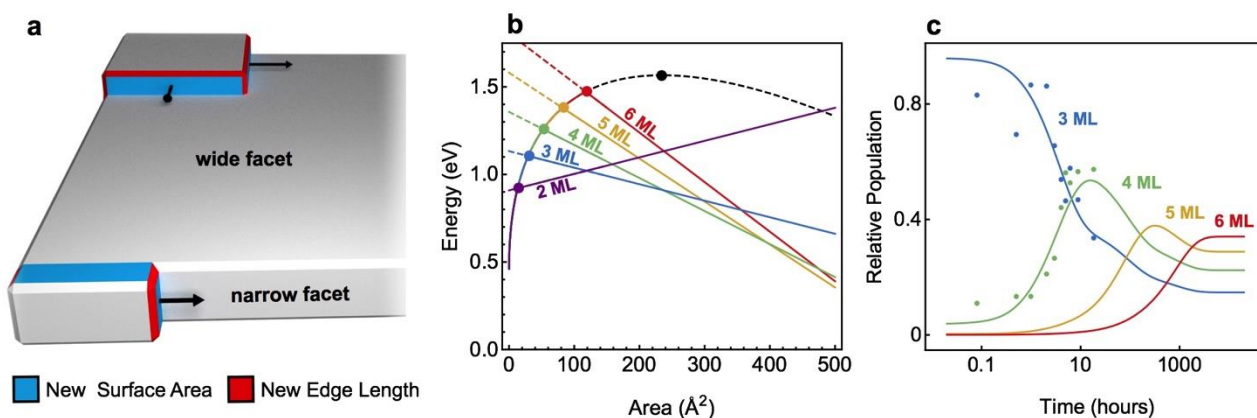 a
wide facet
narrow facet
New Surface Area
New Edge Length
b
Energy (eV)
1.5
1.0
0.5
0.0
6 ML
5 ML
4 ML
3 ML
2 ML
0
100
200
300
400
500
Area (Å²)
c
Relative Population
0.8
0.4
0
3 ML
4 ML
5 ML
6 ML
0.1
10
1000
Time (hours)